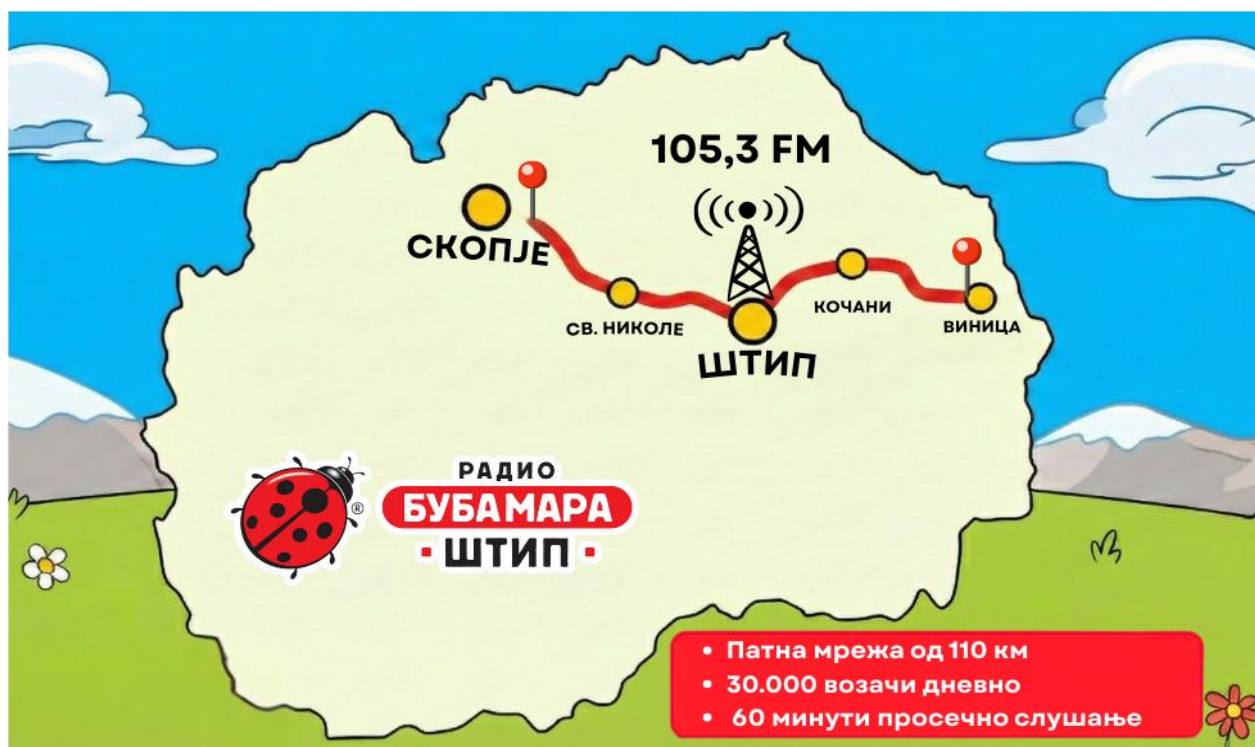 105,3 FM
СКОПЈЕ
СВ. НИКОЛЕ
КОЧАНИ
ВИНИЦА
ШТИП
РАДИО
БУБАМАРА
®
· ШТИП ·
• Патна мрежа од 110 км
• 30.000 возачи дневно
• 60 минути просечно слушање